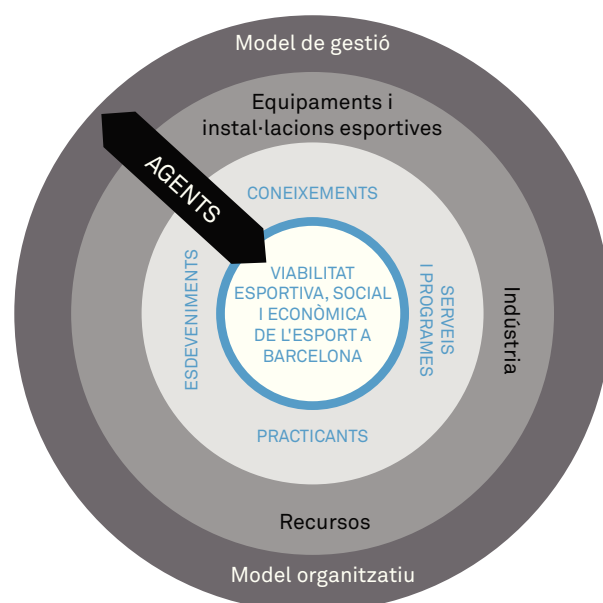 Model de gestió
Equipaments i
instal·lacions esportives
AGENTS
CONEIXEMENTS
ESDEVENIMENTS
VIABILITAT
ESPORTIVA, SOCIAL
I ECONÒMICA
DE L'ESPORT A
BARCELONA
SERVEIS
I PROGRAMES
Indústria
PRACTICANTS
Recursos
Model organitzatiu